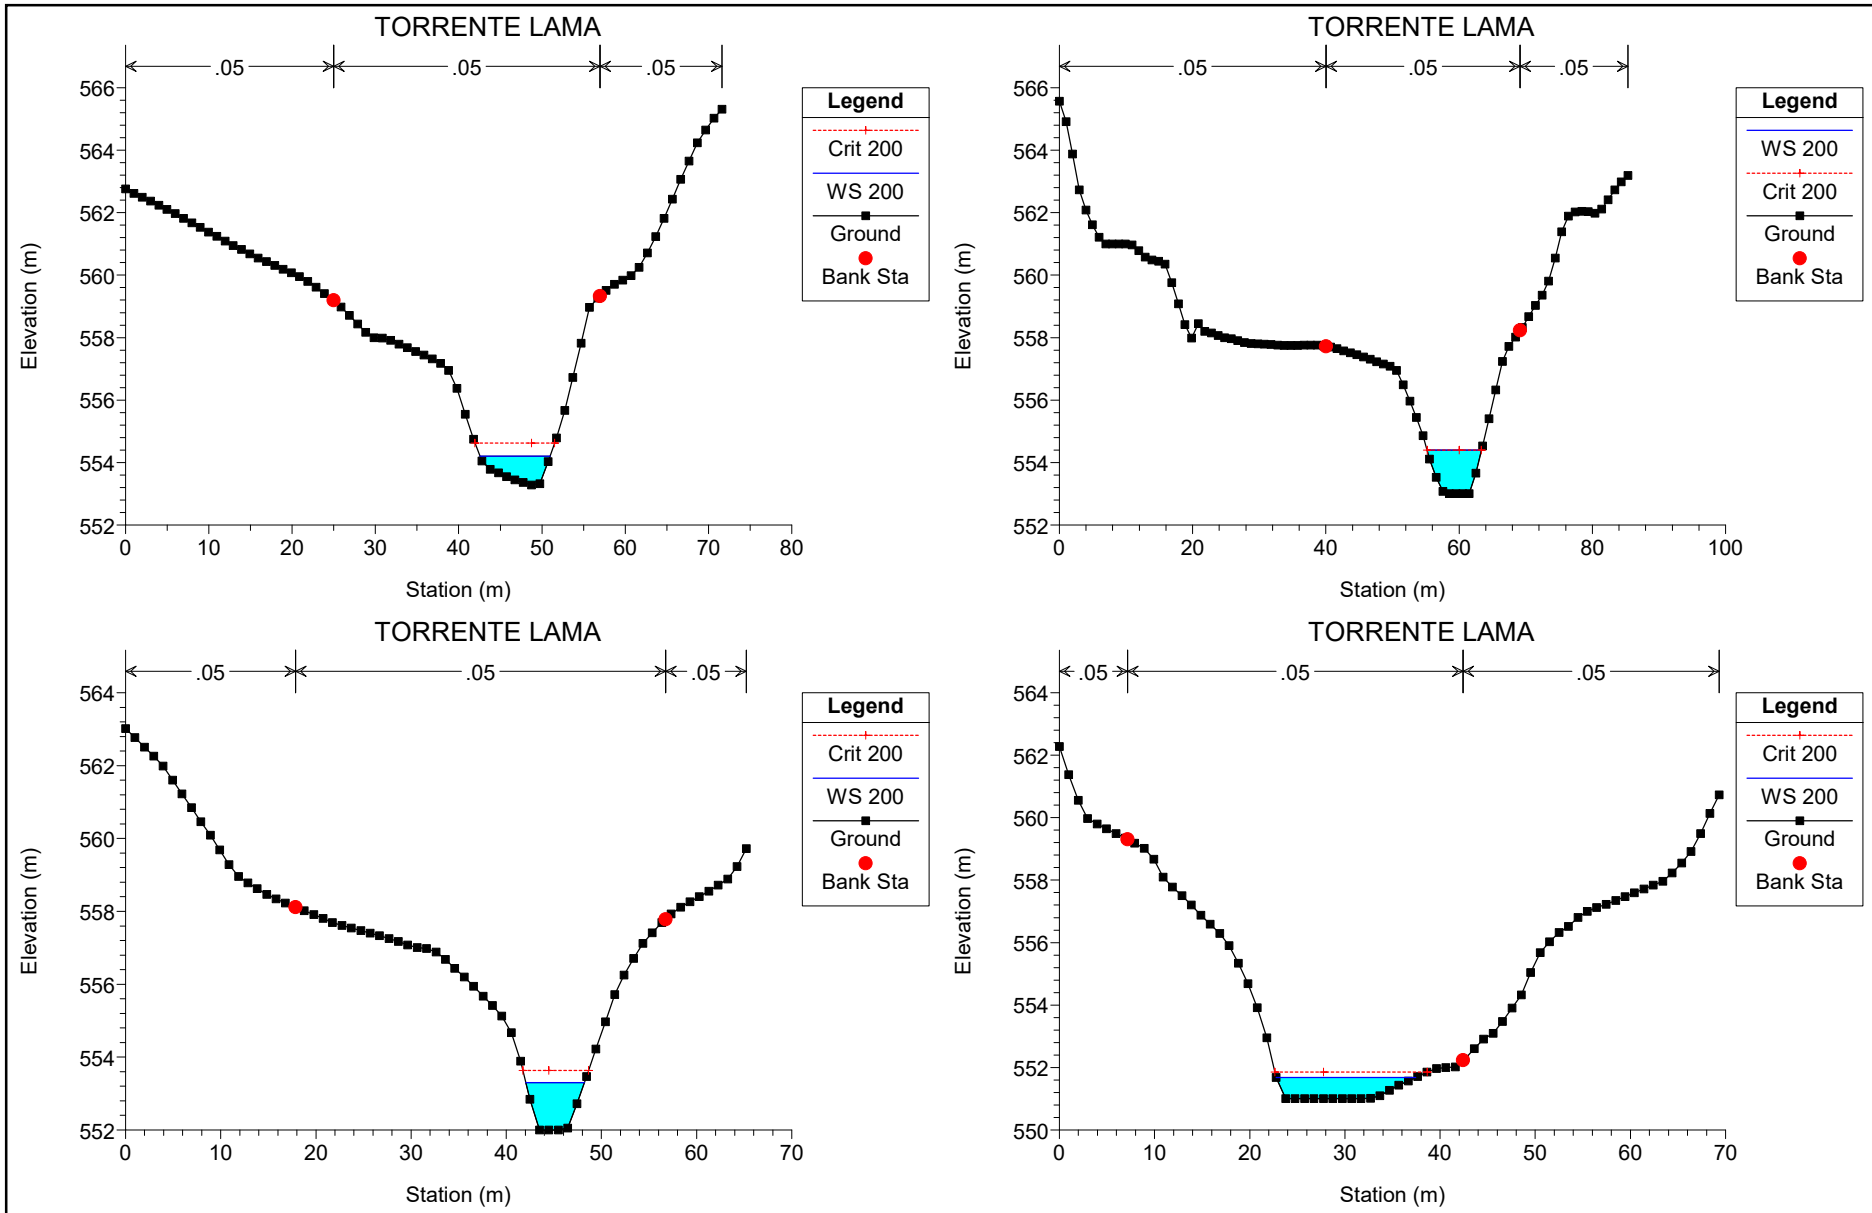 TORRENTE LAMA
.05 .05 .05
566
564
562
560
558
556
554
552
0 10 20 30 40 50 60 70 80
Station (m)
Elevation (m)
Legend
Crit 200
WS 200
Ground
Bank Sta
TORRENTE LAMA
.05 .05 .05
566
564
562
560
558
556
554
552
0 20 40 60 80 100
Station (m)
Elevation (m)
Legend
WS 200
Crit 200
Ground
Bank Sta
TORRENTE LAMA
.05 .05 .05
564
562
560
558
556
554
552
0 10 20 30 40 50 60 70
Station (m)
Elevation (m)
Legend
Crit 200
WS 200
Ground
Bank Sta
TORRENTE LAMA
.05 .05 .05
564
562
560
558
556
554
552
550
0 10 20 30 40 50 60 70
Station (m)
Elevation (m)
Legend
Crit 200
WS 200
Ground
Bank Sta